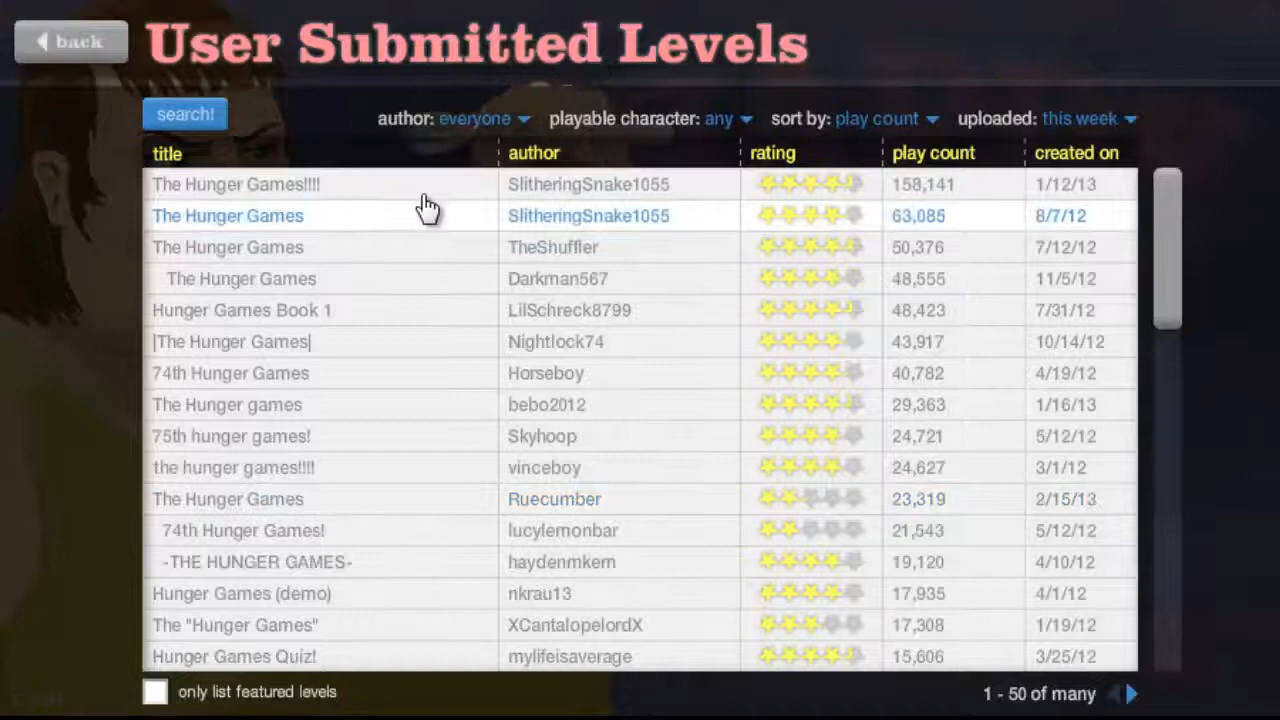 back
User Submitted Levels
search!
author: everyone playable character: any sort by: play count uploaded: this week
title author rating play count created on
The Hunger Games!!!! SlitheringSnake1055 158,141 1/12/13
The Hunger Games SlitheringSnake1055 63,085 8/7/12
The Hunger Games TheShuffler 50,376 7/12/12
The Hunger Games Darkman567 48,555 11/5/12
Hunger Games Book 1 LilSchreck8799 48,423 7/31/12
|The Hunger Games| Nightlock74 43,917 10/14/12
74th Hunger Games Horseboy 40,782 4/19/12
The Hunger games bebo2012 29,363 1/16/13
75th hunger games! Skyhoop 24,721 5/12/12
the hunger games!!!! vinceboy 24,627 3/1/12
The Hunger Games Ruecumber 23,319 2/15/13
74th Hunger Games! lucylemonbar 21,543 5/12/12
-THE HUNGER GAMES- haydenmkern 19,120 4/10/12
Hunger Games (demo) nkrau13 17,935 4/1/12
The "Hunger Games" XCantalopelordX 17,308 1/19/12
Hunger Games Quiz! mylifeisaverage 15,606 3/25/12
only list featured levels
1 - 50 of many